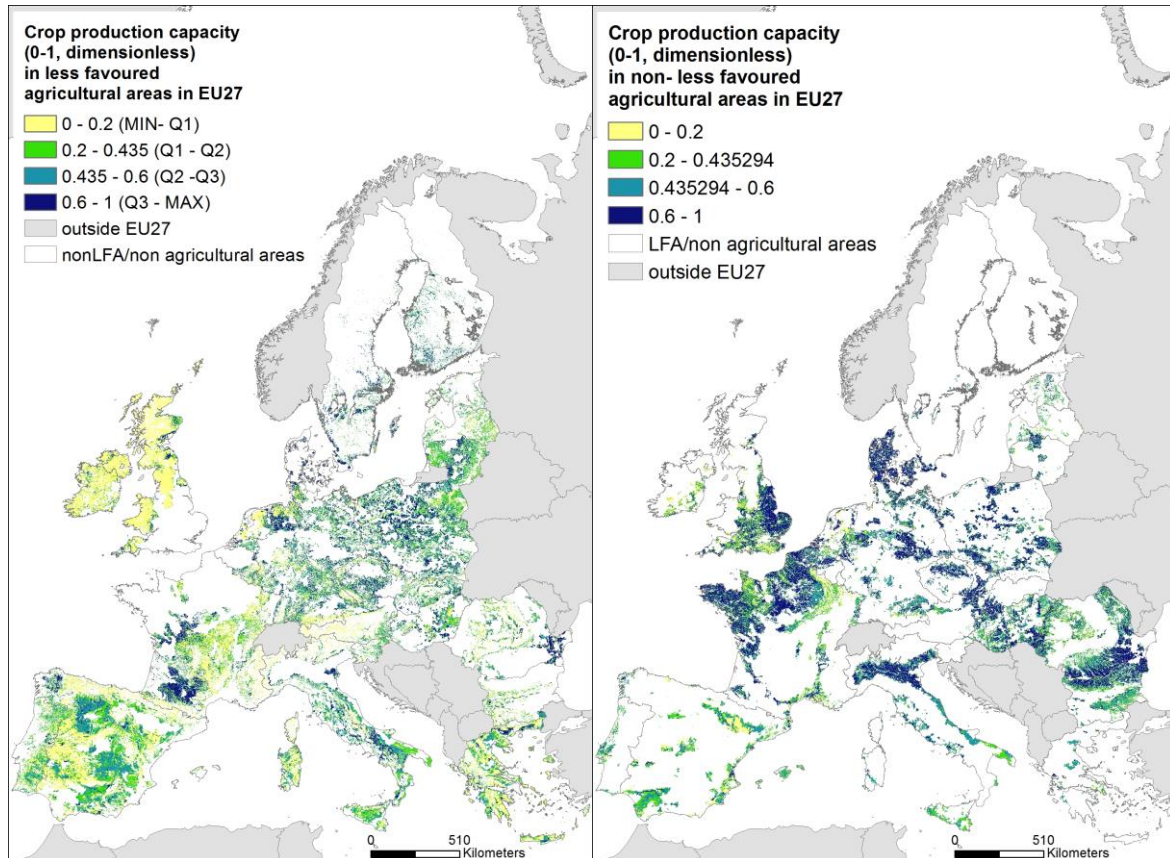 Crop production capacity
(0-1, dimensionless)
in less favoured
agricultural areas in EU27
0 - 0.2 (MIN- Q1)
0.2 - 0.435 (Q1 - Q2)
0.435 - 0.6 (Q2 -Q3)
0.6 - 1 (Q3 - MAX)
outside EU27
nonLFA/non agricultural areas
0 510
Kilometers
Crop production capacity
(0-1, dimensionless)
in non- less favoured
agricultural areas in EU27
0 - 0.2
0.2 - 0.435294
0.435294 - 0.6
0.6 - 1
LFA/non agricultural areas
outside EU27
0 510
Kilometers